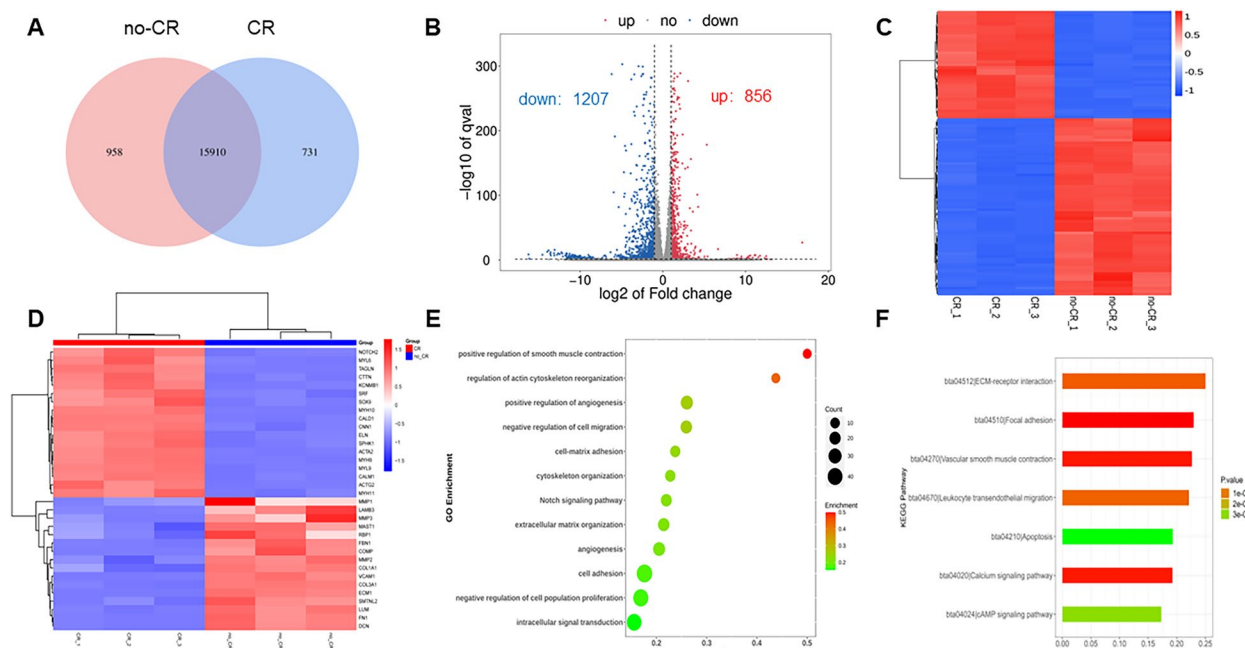 A
no-CR
CR
958
15910
731
B
up
no
down
300
200
100
0
-log10 of qval
down: 1207
up: 856
-10
0
10
20
log2 of Fold change
C
1
0.5
0
-0.5
-1
CR_1
CR_2
CR_3
no-CR_1
no-CR_2
no-CR_3
D
Group
NOTCH2
MYL6
TAGLN
CTTN
KCNMB1
SRF
SOX9
MYH10
CALD1
CNN1
ELN
SPHK1
ACTA2
MYH9
MYL9
CALM1
ACTG2
MYH11
MMP1
LAMB3
MMP3
MAST1
RBP1
FBN1
COMP
MMP2
COL1A1
VCAM1
COL3A1
ECM1
SMTNL2
LUM
FN1
DCN
1.5
1
0.5
0
-0.5
-1
-1.5
Group
CR
no_CR
CR_1
CR_2
CR_3
E
GO Enrichment
positive regulation of smooth muscle contraction
regulation of actin cytoskeleton reorganization
positive regulation of angiogenesis
negative regulation of cell migration
cell-matrix adhesion
cytoskeleton organization
Notch signaling pathway
extracellular matrix organization
angiogenesis
cell adhesion
negative regulation of cell population proliferation
intracellular signal transduction
0.2
0.3
0.4
0.5
Count
10
20
30
40
Enrichment
0.5
0.4
0.3
0.2
F
KEGG Pathway
bta04512|ECM-receptor interaction
bta04510|Focal adhesion
bta04270|Vascular smooth muscle contraction
bta04670|Leukocyte transendothelial migration
bta04210|Apoptosis
bta04020|Calcium signaling pathway
bta04024|cAMP signaling pathway
0.00
0.05
0.10
0.15
0.20
0.25
P.value
1e-0
2e-0
3e-0